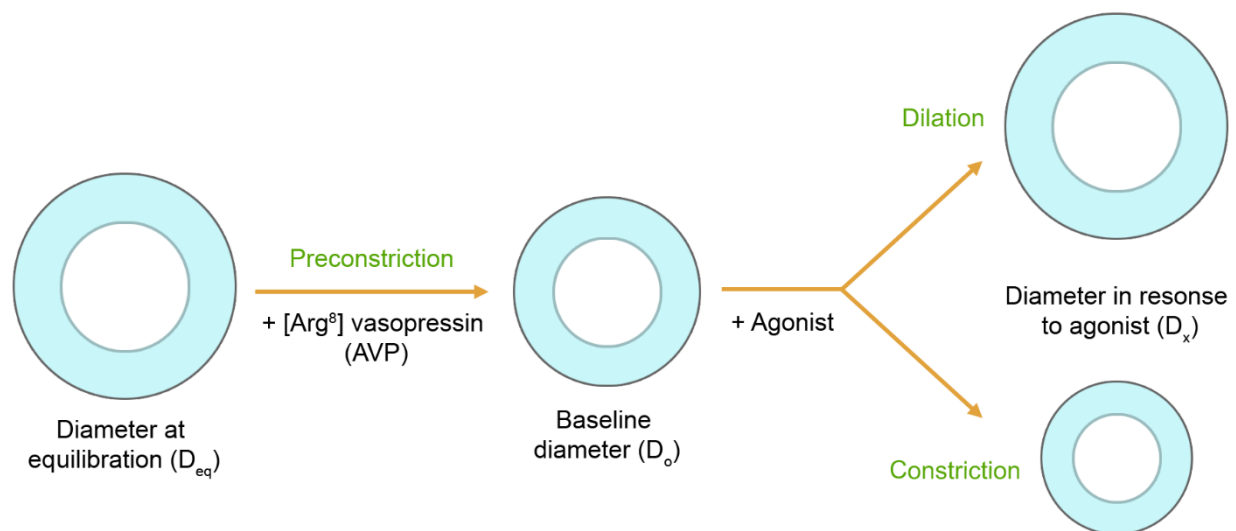 Diameter at
equilibration (Deq)
Preconstriction
+ [Arg⁸] vasopressin
(AVP)
Baseline
diameter (Do)
+ Agonist
Dilation
Diameter in resonse
to agonist (Dx)
Constriction